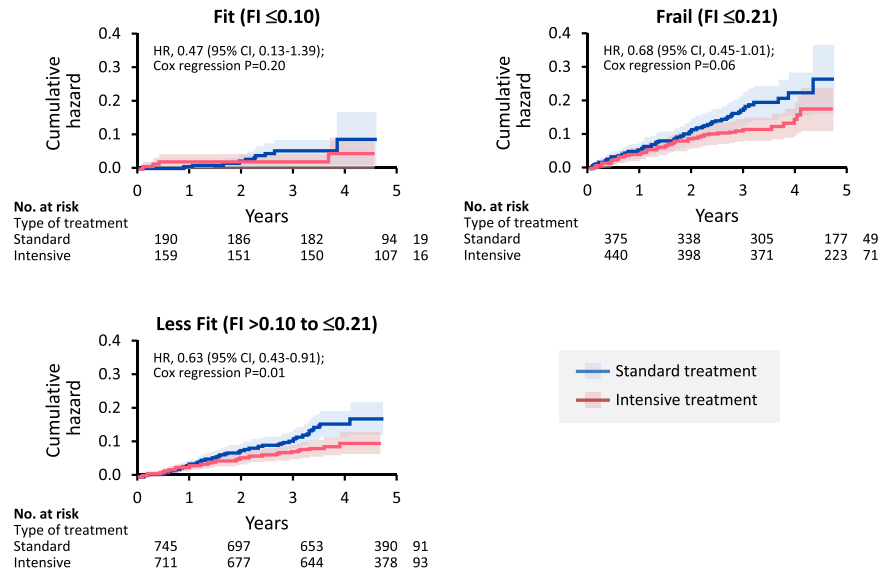 Fit (FI ≤0.10)
HR, 0.47 (95% CI, 0.13-1.39);
Cox regression P=0.20
Cumulative
hazard
0.4
0.3
0.2
0.1
0.0
0 1 2 3 4 5
Years
No. at risk
Type of treatment
Standard 190 186 182 94 19
Intensive 159 151 150 107 16
Frail (FI ≤0.21)
HR, 0.68 (95% CI, 0.45-1.01);
Cox regression P=0.06
Cumulative
hazard
0.4
0.3
0.2
0.1
0.0
0 1 2 3 4 5
Years
No. at risk
Type of treatment
Standard 375 338 305 177 49
Intensive 440 398 371 223 71
Less Fit (FI >0.10 to ≤0.21)
HR, 0.63 (95% CI, 0.43-0.91);
Cox regression P=0.01
Cumulative
hazard
0.4
0.3
0.2
0.1
0.0
0 1 2 3 4 5
Years
No. at risk
Type of treatment
Standard 745 697 653 390 91
Intensive 711 677 644 378 93
Standard treatment
Intensive treatment